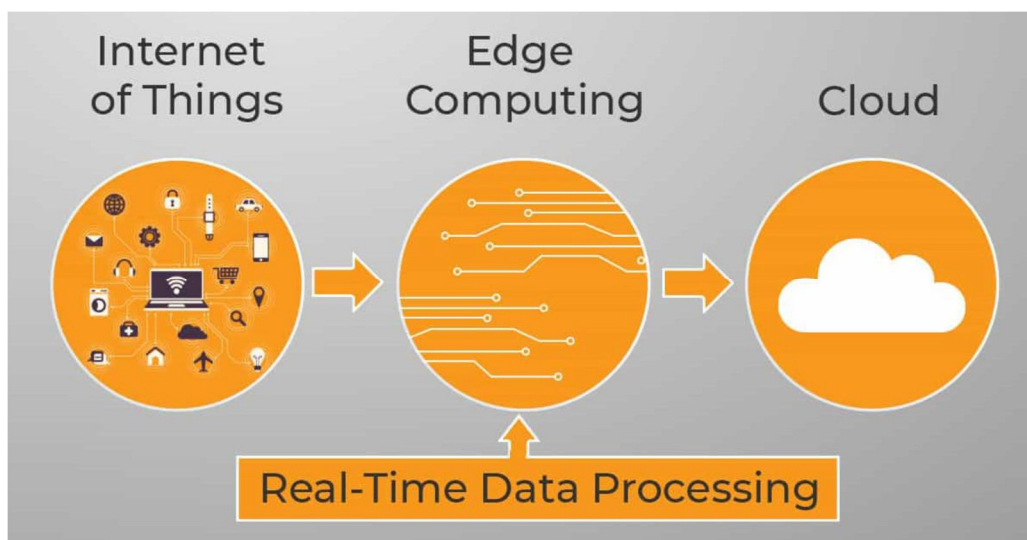 Internet
of Things
Edge
Computing
Cloud
Real-Time Data Processing